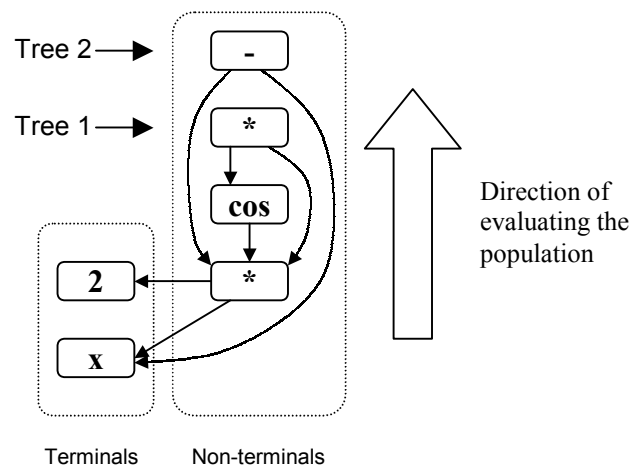 Tree 2
-
Tree 1
*
cos
2
*
x
Direction of
evaluating the
population
Terminals
Non-terminals